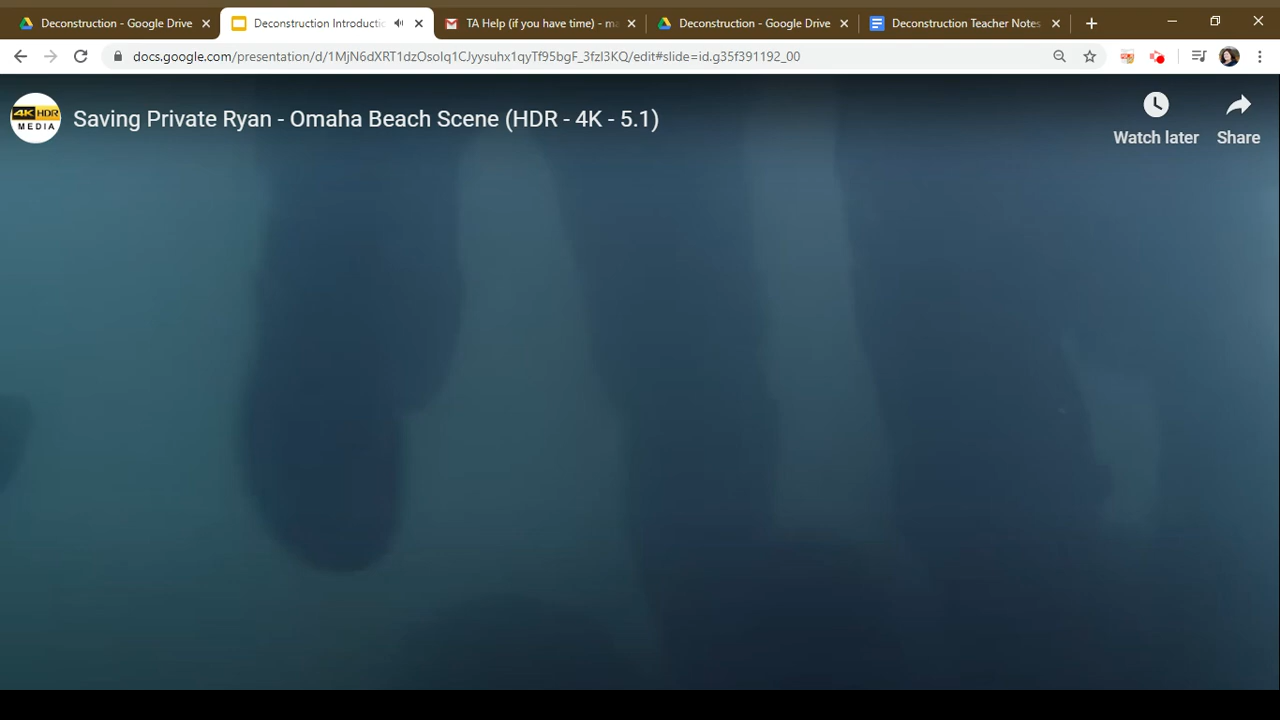 Deconstruction - Google Drive
Deconstruction Introductic
TA Help (if you have time) - ma
Deconstruction - Google Drive
Deconstruction Teacher Notes
docs.google.com/presentation/d/1MjN6dXRT1dzQsoIq1CJyysuhx1qvTf95bgF_3fzI3KQ/edit#slide=id.g35f391192_00
4K HDR
MEDIA
Saving Private Ryan - Omaha Beach Scene (HDR - 4K - 5.1)
Watch later
Share